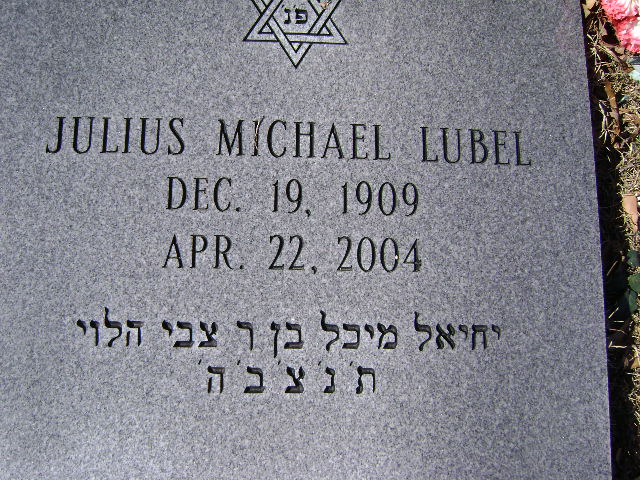 פנ
JULIUS MICHAEL LUBEL
DEC. 19, 1909
APR. 22, 2004
יחיאל מיכל בן ר צבי הלוי
ת׳נ׳צ׳ב׳ה׳